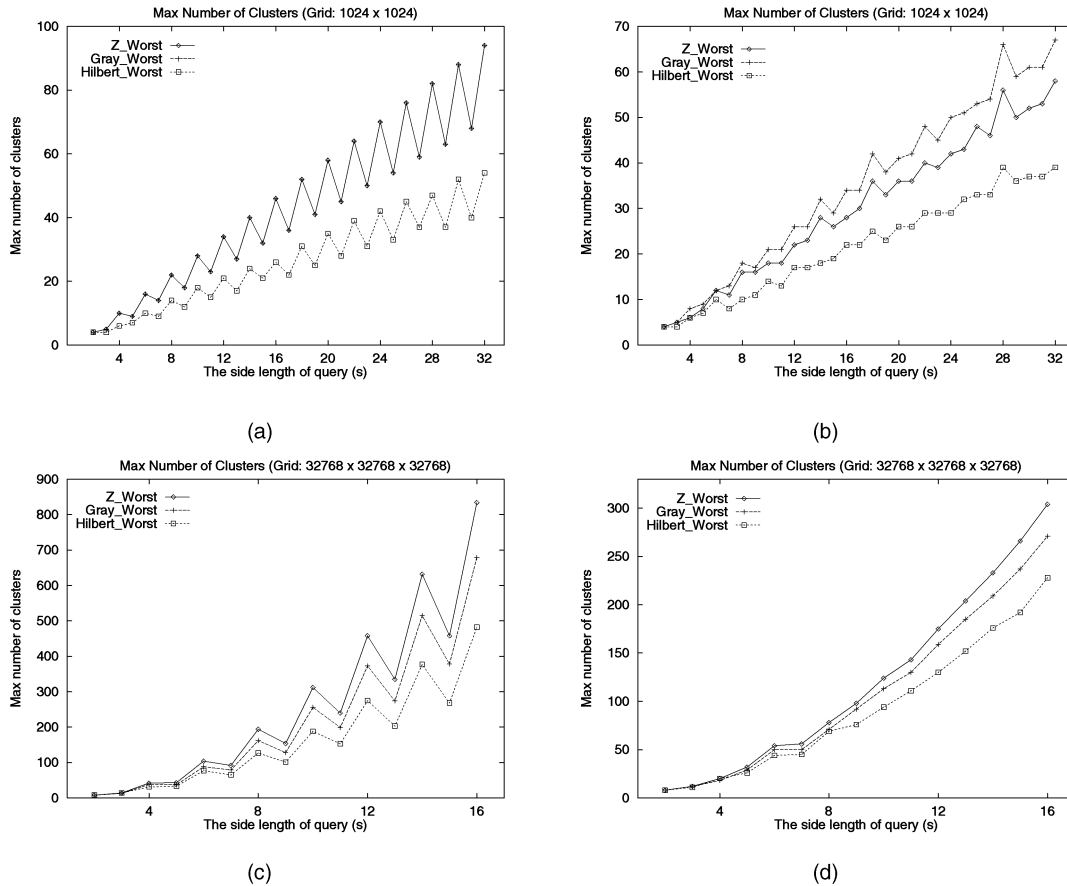 Max Number of Clusters (Grid: 1024 x 1024)
100
80
60
40
20
0
Max number of clusters
Z_Worst
Gray_Worst
Hilbert_Worst
4 8 12 16 20 24 28 32
The side length of query (s)
(a)
Max Number of Clusters (Grid: 1024 x 1024)
70
60
50
40
30
20
10
0
Max number of clusters
Z_Worst
Gray_Worst
Hilbert_Worst
4 8 12 16 20 24 28 32
The side length of query (s)
(b)
Max Number of Clusters (Grid: 32768 x 32768 x 32768)
900
800
700
600
500
400
300
200
100
0
Max number of clusters
Z_Worst
Gray_Worst
Hilbert_Worst
4 8 12 16
The side length of query (s)
(c)
Max Number of Clusters (Grid: 32768 x 32768 x 32768)
300
250
200
150
100
50
0
Max number of clusters
Z_Worst
Gray_Worst
Hilbert_Worst
4 8 12 16
The side length of query (s)
(d)